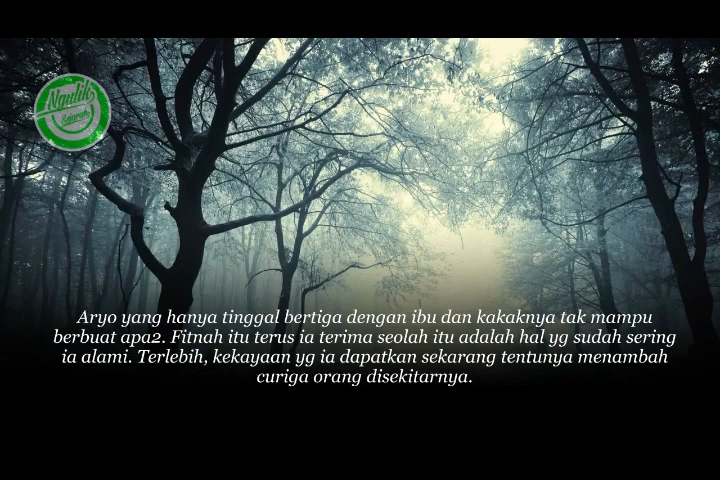 Ngulik
Sejarah
Aryo yang hanya tinggal bertiga dengan ibu dan kakaknya tak mampu
berbuat apa2. Fitnah itu terus ia terima seolah itu adalah hal yg sudah sering
ia alami. Terlebih, kekayaan yg ia dapatkan sekarang tentunya menambah
curiga orang disekitarnya.